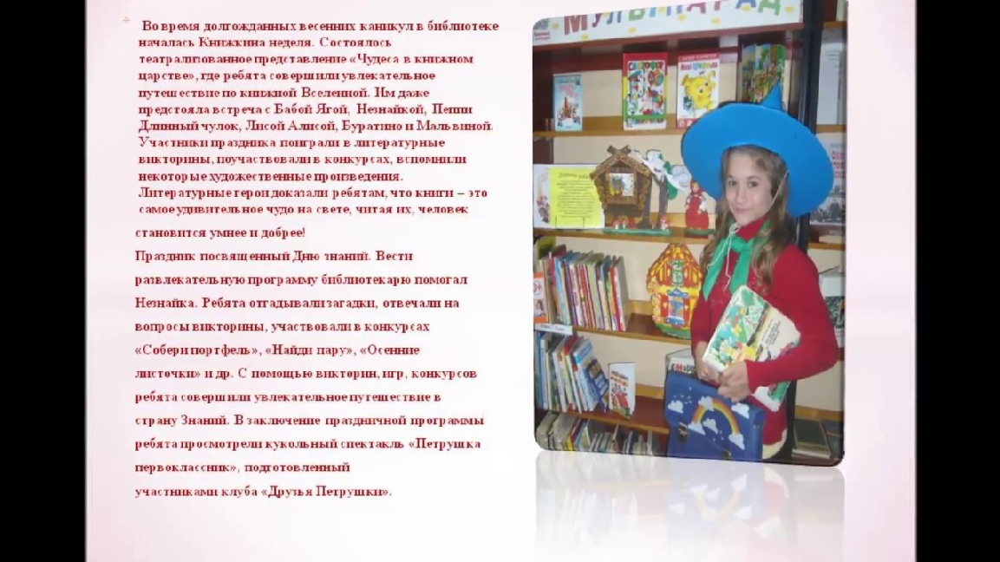 Во время долгожданных весенних каникул в библиотеке
началась Книжкина неделя. Состоялось
театрализованное представление «Чудеса в книжном
царстве», где ребята совершили увлекательное
путешествие по книжной Вселенной. Им даже
предстояла встреча с Бабой Ягой, Незнайкой, Пеппи
Длинный чулок, Лисой Алисой, Буратино и Мальвиной.
Участники праздника поиграли в литературные
викторины, поучаствовали в конкурсах, вспомнили
некоторые художественные произведения.
Литературные герои доказали ребятам, что книги – это
самое удивительное чудо на свете, читая их, человек
становится умнее и добрее!
Праздник посвященный Дню знаний. Вести
развлекательную программу библиотекарю помогал
Незнайка. Ребята отгадывали загадки, отвечали на
вопросы викторины, участвовали в конкурсах
«Собери портфель», «Найди пару», «Осенние
листочки» и др. С помощью викторин, игр, конкурсов
ребята совершили увлекательное путешествие в
страну Знаний. В заключение праздничной программы
ребята просмотрели кукольный спектакль «Петрушка
первоклассник», подготовленный
участниками клуба «Друзья Петрушки».
МУЛЬТПАРАД
СВЕТОФОР